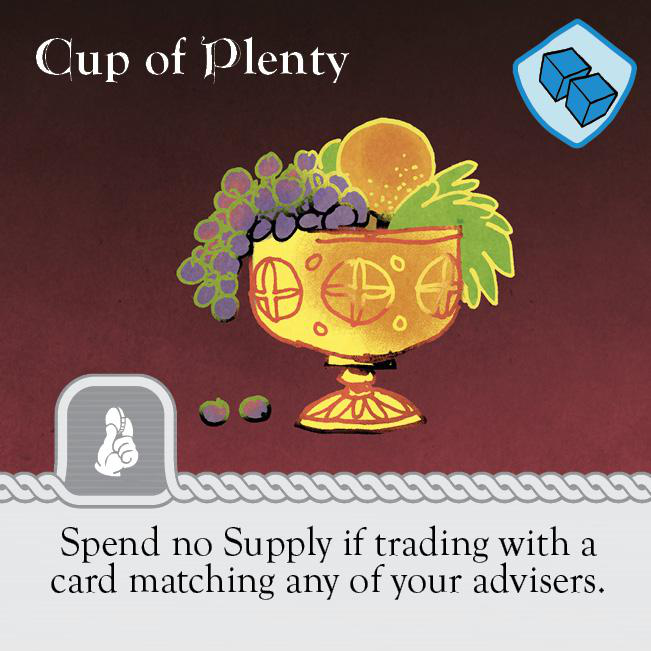 Cup of Plenty
Spend no Supply if trading with a
card matching any of your advisers.